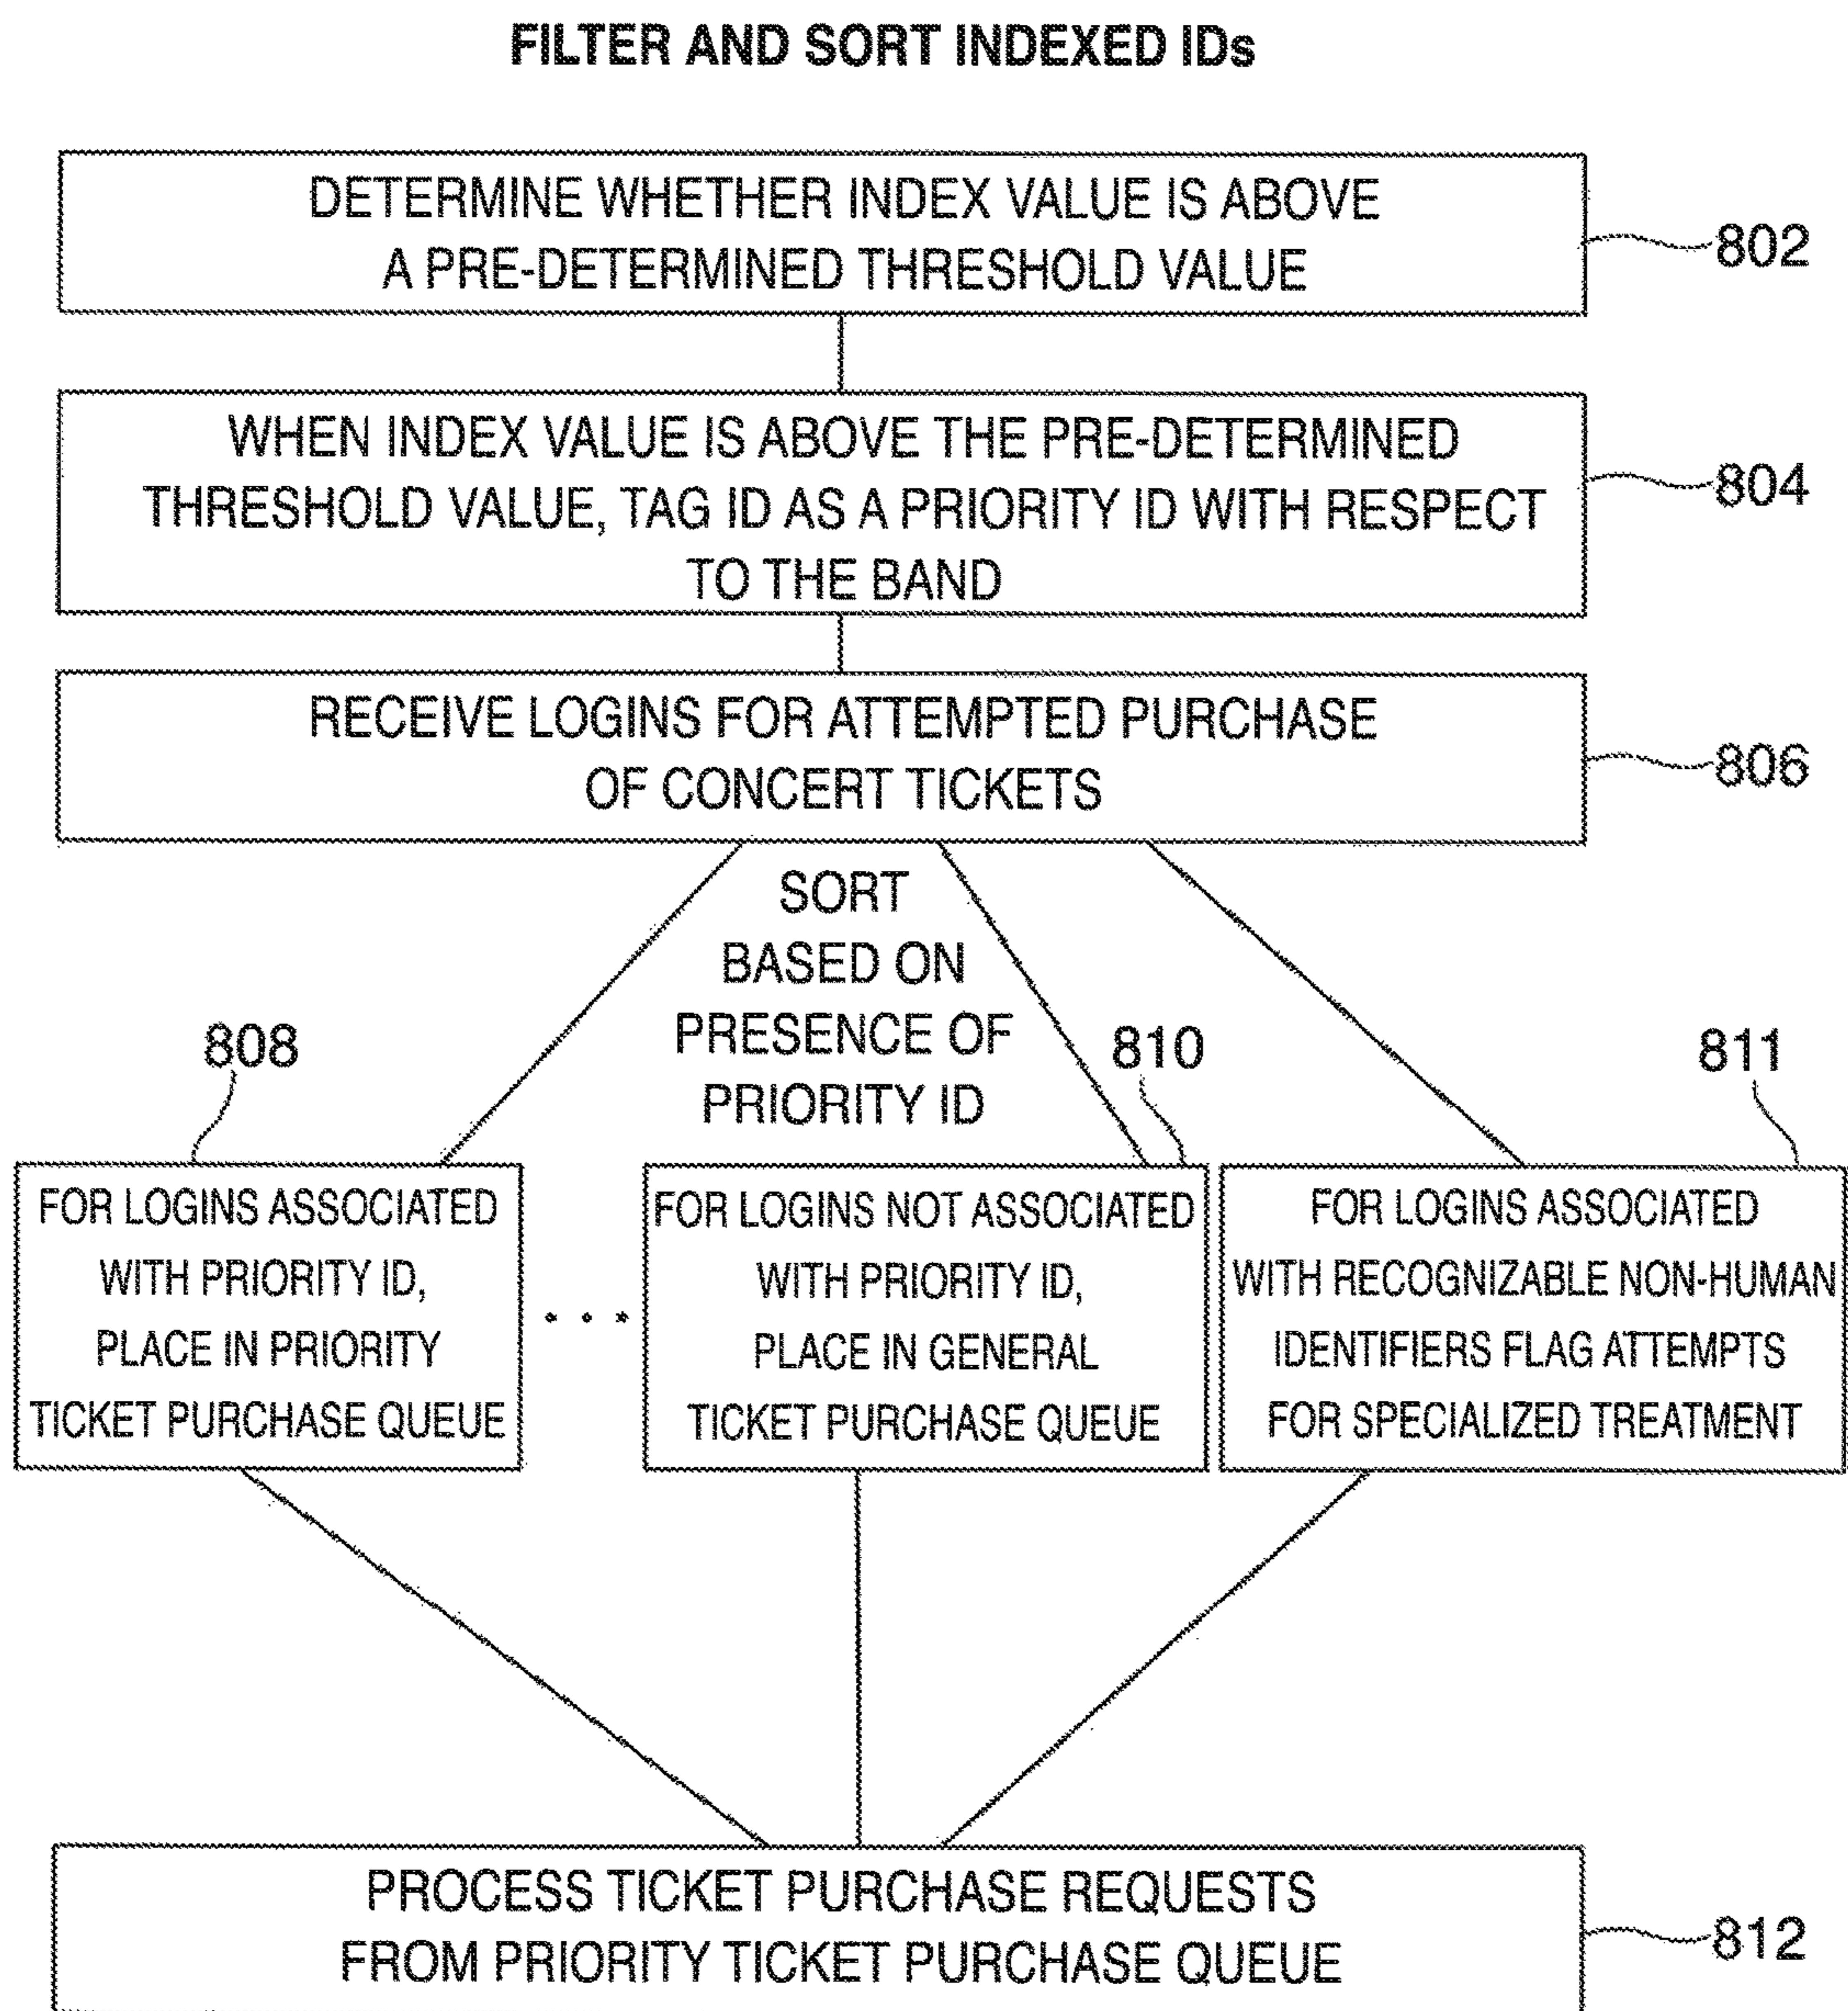 FILTER AND SORT INDEXED IDs
DETERMINE WHETHER INDEX VALUE IS ABOVE
A PRE-DETERMINED THRESHOLD VALUE
802
WHEN INDEX VALUE IS ABOVE THE PRE-DETERMINED
THRESHOLD VALUE, TAG ID AS A PRIORITY ID WITH RESPECT
TO THE BAND
804
RECEIVE LOGINS FOR ATTEMPTED PURCHASE
OF CONCERT TICKETS
806
SORT
BASED ON
PRESENCE OF
PRIORITY ID
808
FOR LOGINS ASSOCIATED
WITH PRIORITY ID,
PLACE IN PRIORITY
TICKET PURCHASE QUEUE
. . .
810
FOR LOGINS NOT ASSOCIATED
WITH PRIORITY ID,
PLACE IN GENERAL
TICKET PURCHASE QUEUE
811
FOR LOGINS ASSOCIATED
WITH RECOGNIZABLE NON-HUMAN
IDENTIFIERS FLAG ATTEMPTS
FOR SPECIALIZED TREATMENT
PROCESS TICKET PURCHASE REQUESTS
FROM PRIORITY TICKET PURCHASE QUEUE
812